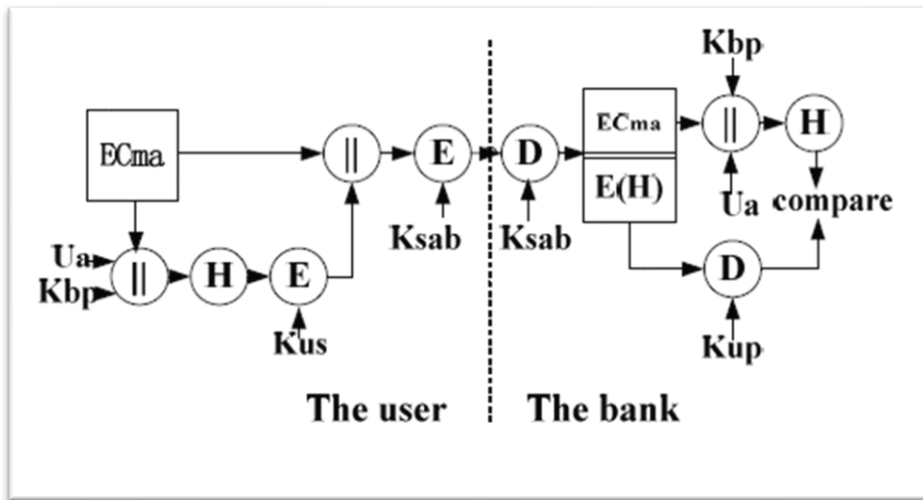 Kbp
ECma
||
E
D
ECma
||
H
E(H)
Ua
compare
Ksab
Ksab
Ua
Kbp
||
H
E
D
Kus
Kup
The user
The bank